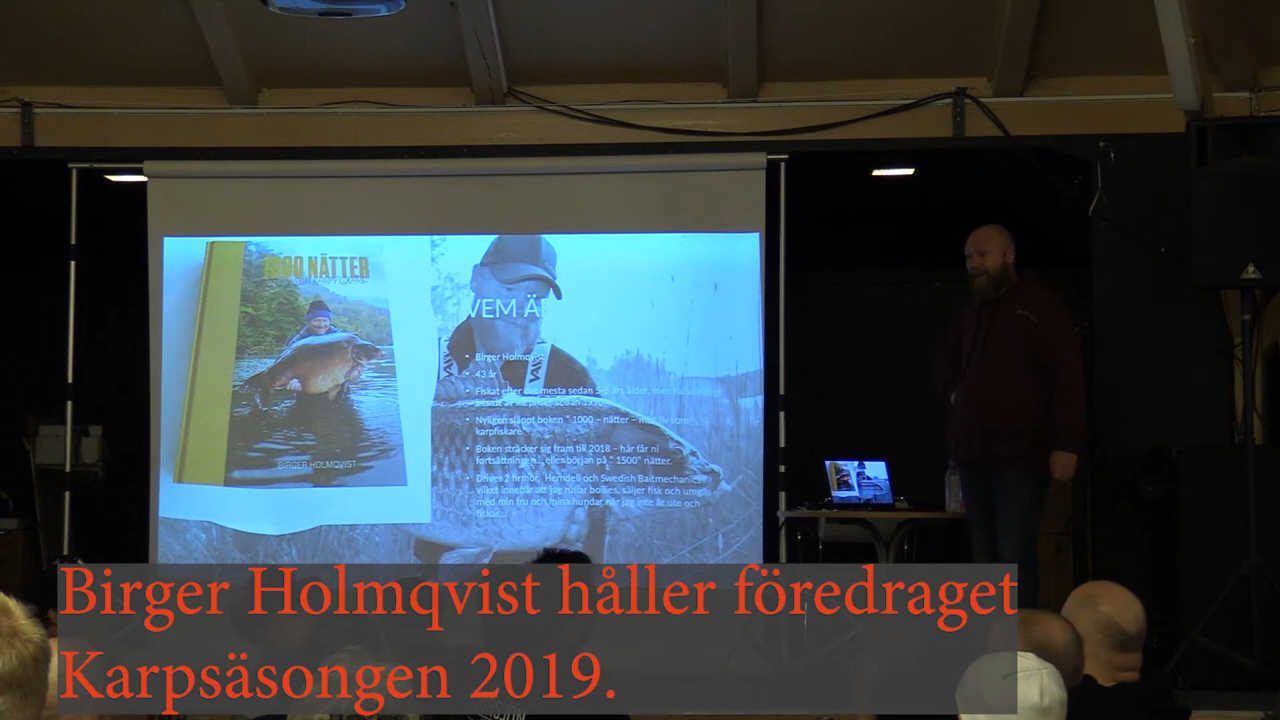 1000 NÄTTER
BIRGER HOLMQVIST
VEM Ä
• Birger Holmqvist
• 43 år
• Fiskat efter det mesta sedan 5-6 års ålder, men
sedan
• Nyligen släppt boken " 1000 – nätter – mitt liv som
karpfiskare"
• Boken sträcker sig fram till 2018 – här får ni
fortsättningen... eller början på " 1500" nätter.
• Driver 2 firmor, Hemdell och Swedish Baitmechanics
vilket innebär att jag rullar boilies, säljer fisk och umgås
med min fru och mina hundar när jag inte är ute och
fiskar...
Birger Holmqvist håller föredraget
Karpsäsongen 2019.